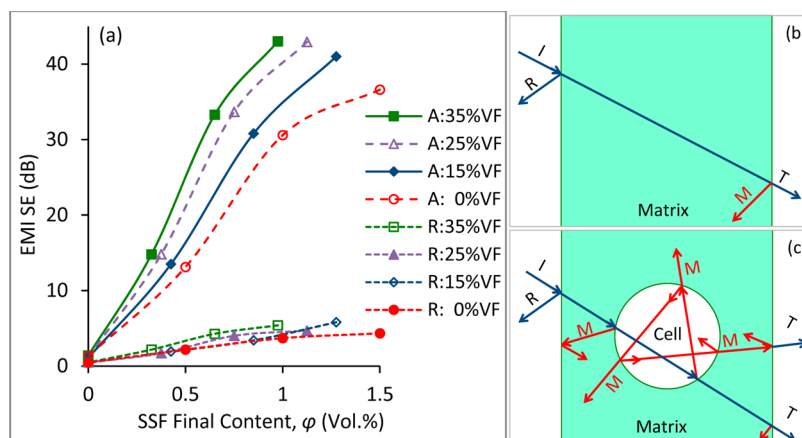 (a)
EMI SE (dB)
40
30
20
10
0
0 0.5 1 1.5
SSF Final Content, φ (Vol.%)
A:35%VF
A:25%VF
A:15%VF
A: 0%VF
R:35%VF
R:25%VF
R:15%VF
R: 0%VF
(b)
I
R
T
M
Matrix
(c)
I
R
M
M
M
M
T
Cell
T
Matrix